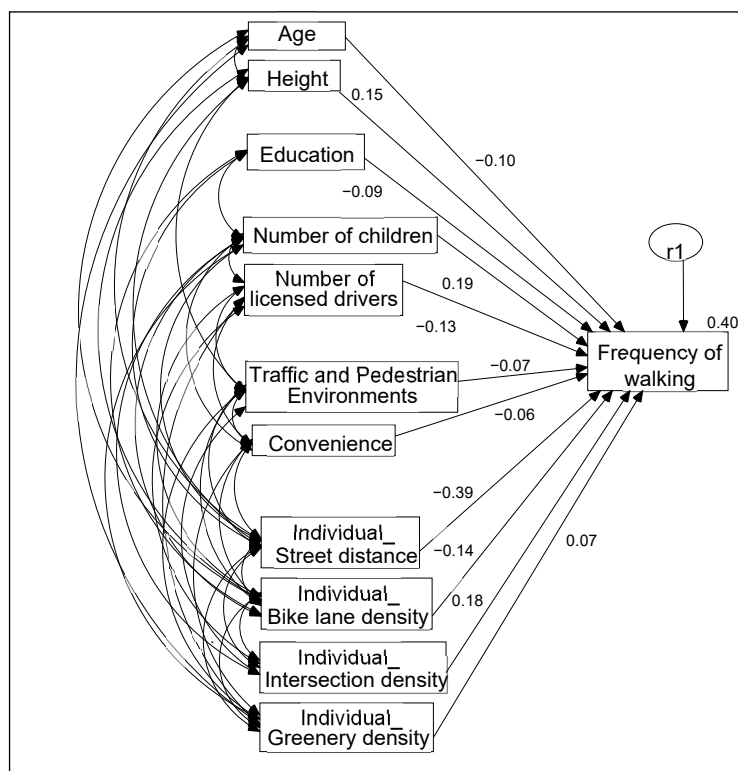 Age
Height
0.15
−0.10
Education
−0.09
Number of children
r1
Number of
licensed drivers
0.19
−0.13
0.40
Frequency of
walking
Traffic and Pedestrian
Environments
−0.07
Convenience
−0.06
−0.39
Individual_
Street distance
−0.14
0.07
Individual_
Bike lane density
0.18
Individual_
Intersection density
Individual_
Greenery density